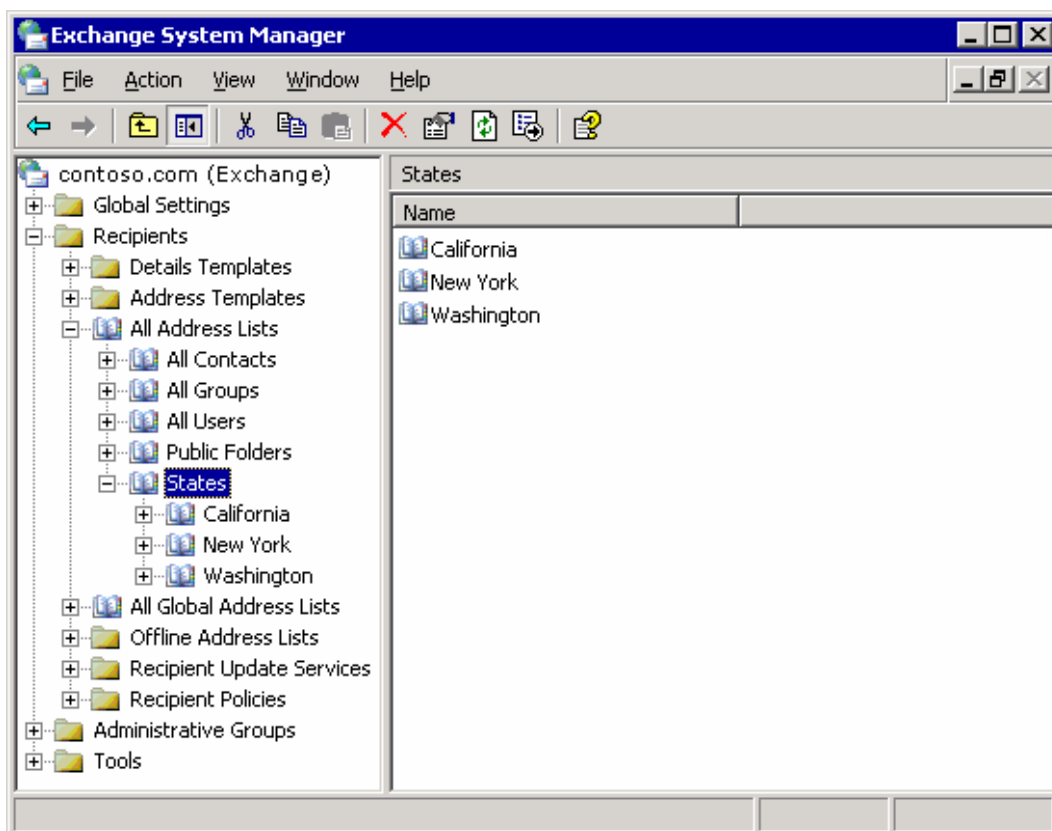 Exchange System Manager
File Action View Window Help
contoso.com (Exchange)
Global Settings
Recipients
Details Templates
Address Templates
All Address Lists
All Contacts
All Groups
All Users
Public Folders
States
California
New York
Washington
All Global Address Lists
Offline Address Lists
Recipient Update Services
Recipient Policies
Administrative Groups
Tools
States
Name
California
New York
Washington